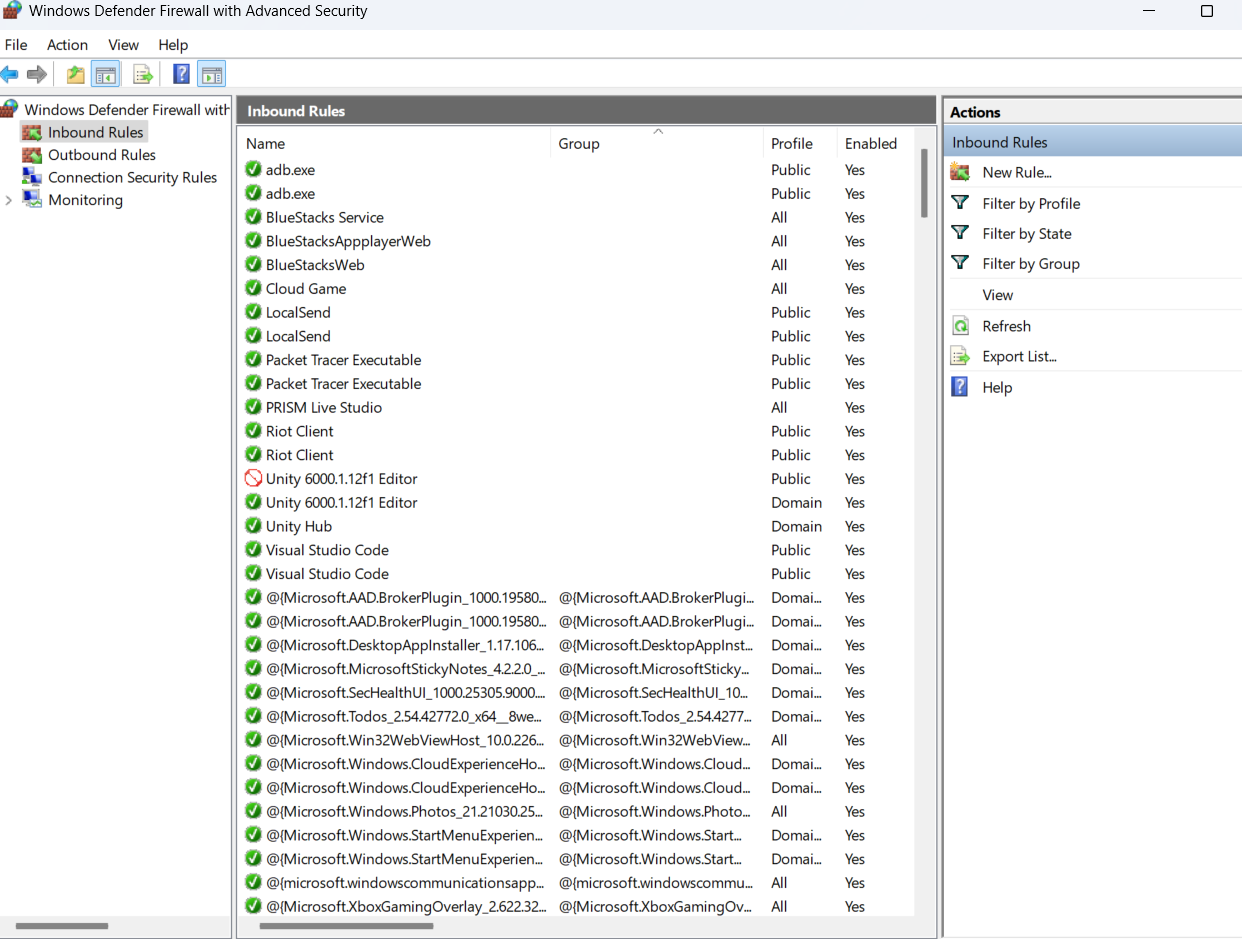 Windows Defender Firewall with Advanced Security
File Action View Help
Windows Defender Firewall with
Inbound Rules
Outbound Rules
Connection Security Rules
Monitoring
Inbound Rules
Name Group Profile Enabled
adb.exe Public Yes
adb.exe Public Yes
BlueStacks Service All Yes
BlueStacksAppplayerWeb All Yes
BlueStacksWeb All Yes
Cloud Game All Yes
LocalSend Public Yes
LocalSend Public Yes
Packet Tracer Executable Public Yes
Packet Tracer Executable Public Yes
PRISM Live Studio All Yes
Riot Client Public Yes
Riot Client Public Yes
Unity 6000.1.12f1 Editor Public Yes
Unity 6000.1.12f1 Editor Domain Yes
Unity Hub Domain Yes
Visual Studio Code Public Yes
Visual Studio Code Public Yes
@{Microsoft.AAD.BrokerPlugin_1000.19580... @{Microsoft.AAD.BrokerPlugi... Domai... Yes
@{Microsoft.AAD.BrokerPlugin_1000.19580... @{Microsoft.AAD.BrokerPlugi... Domai... Yes
@{Microsoft.DesktopAppInstaller_1.17.106... @{Microsoft.DesktopAppInst... Domai... Yes
@{Microsoft.MicrosoftStickyNotes_4.2.2.0_... @{Microsoft.MicrosoftSticky... Domai... Yes
@{Microsoft.SecHealthUI_1000.25305.9000.... @{Microsoft.SecHealthUI_10... Domai... Yes
@{Microsoft.Todos_2.54.42772.0_x64__8we... @{Microsoft.Todos_2.54.4277... Domai... Yes
@{Microsoft.Win32WebViewHost_10.0.226... @{Microsoft.Win32WebView... All Yes
@{Microsoft.Windows.CloudExperienceHo... @{Microsoft.Windows.Cloud... Domai... Yes
@{Microsoft.Windows.CloudExperienceHo... @{Microsoft.Windows.Cloud... Domai... Yes
@{Microsoft.Windows.Photos_21.21030.25... @{Microsoft.Windows.Photo... All Yes
@{Microsoft.Windows.StartMenuExperien... @{Microsoft.Windows.Start... Domai... Yes
@{Microsoft.Windows.StartMenuExperien... @{Microsoft.Windows.Start... Domai... Yes
@{microsoft.windowscommunicationsapp... @{microsoft.windowscommu... All Yes
@{Microsoft.XboxGamingOverlay_2.622.32... @{Microsoft.XboxGamingOv... All Yes
Actions
Inbound Rules
New Rule...
Filter by Profile
Filter by State
Filter by Group
View
Refresh
Export List...
Help